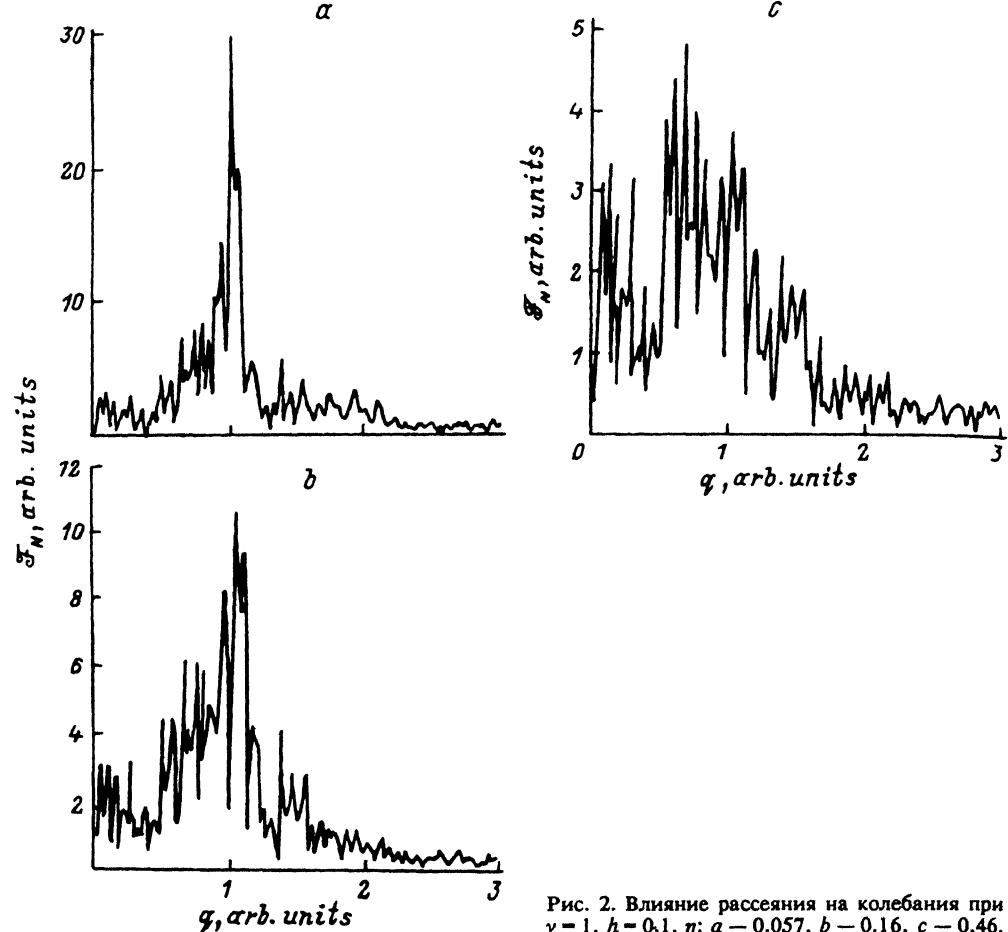 a
30
20
10
ℱN, arb. units
b
12
10
8
6
4
2
1
2
3
q, arb. units
c
5
4
3
2
1
ℱN, arb. units
0
1
2
3
q, arb. units
Рис. 2. Влияние рассеяния на колебания при
γ = 1, h = 0.1, η: a — 0.057, b — 0.16, c — 0.46.